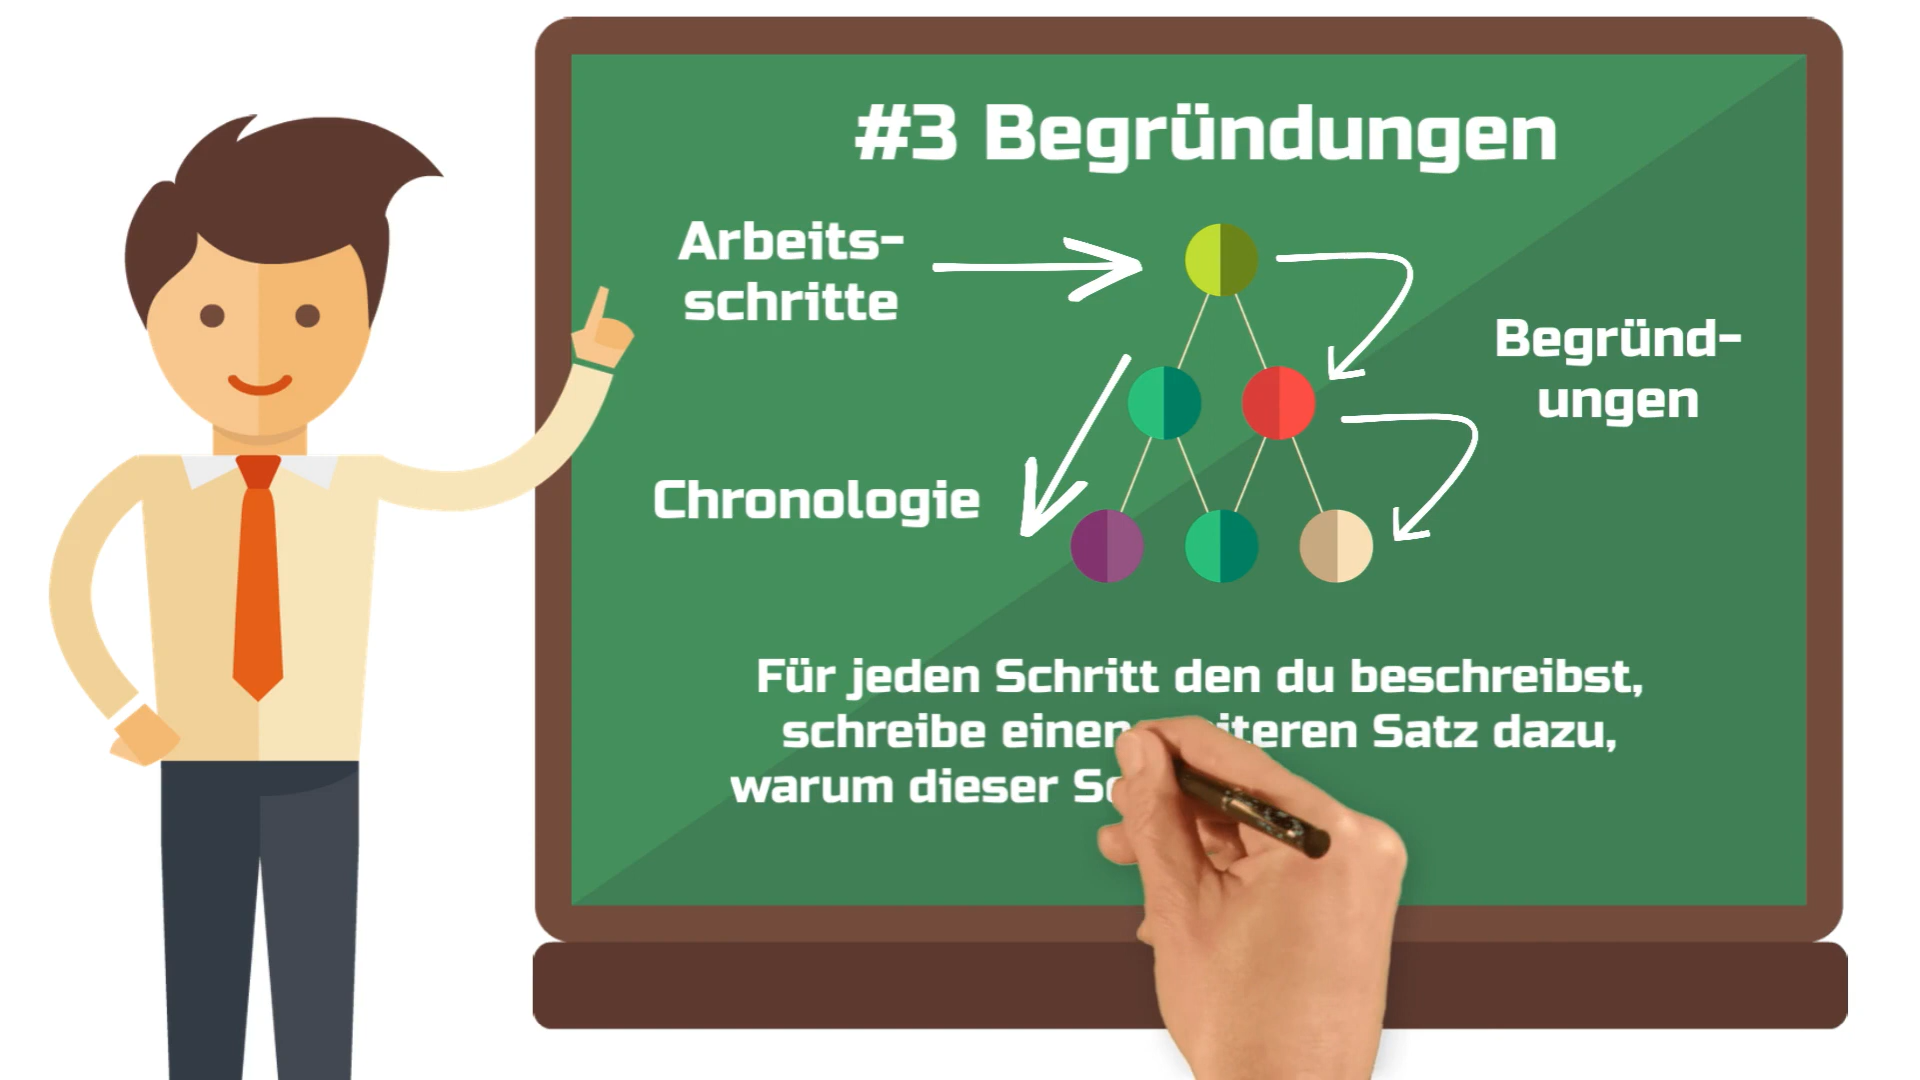 #3 Begründungen
Arbeits-
schritte
Begründ-
ungen
Chronologie
Für jeden Schritt den du beschreibst,
schreibe einen Satz dazu,
warum dieser